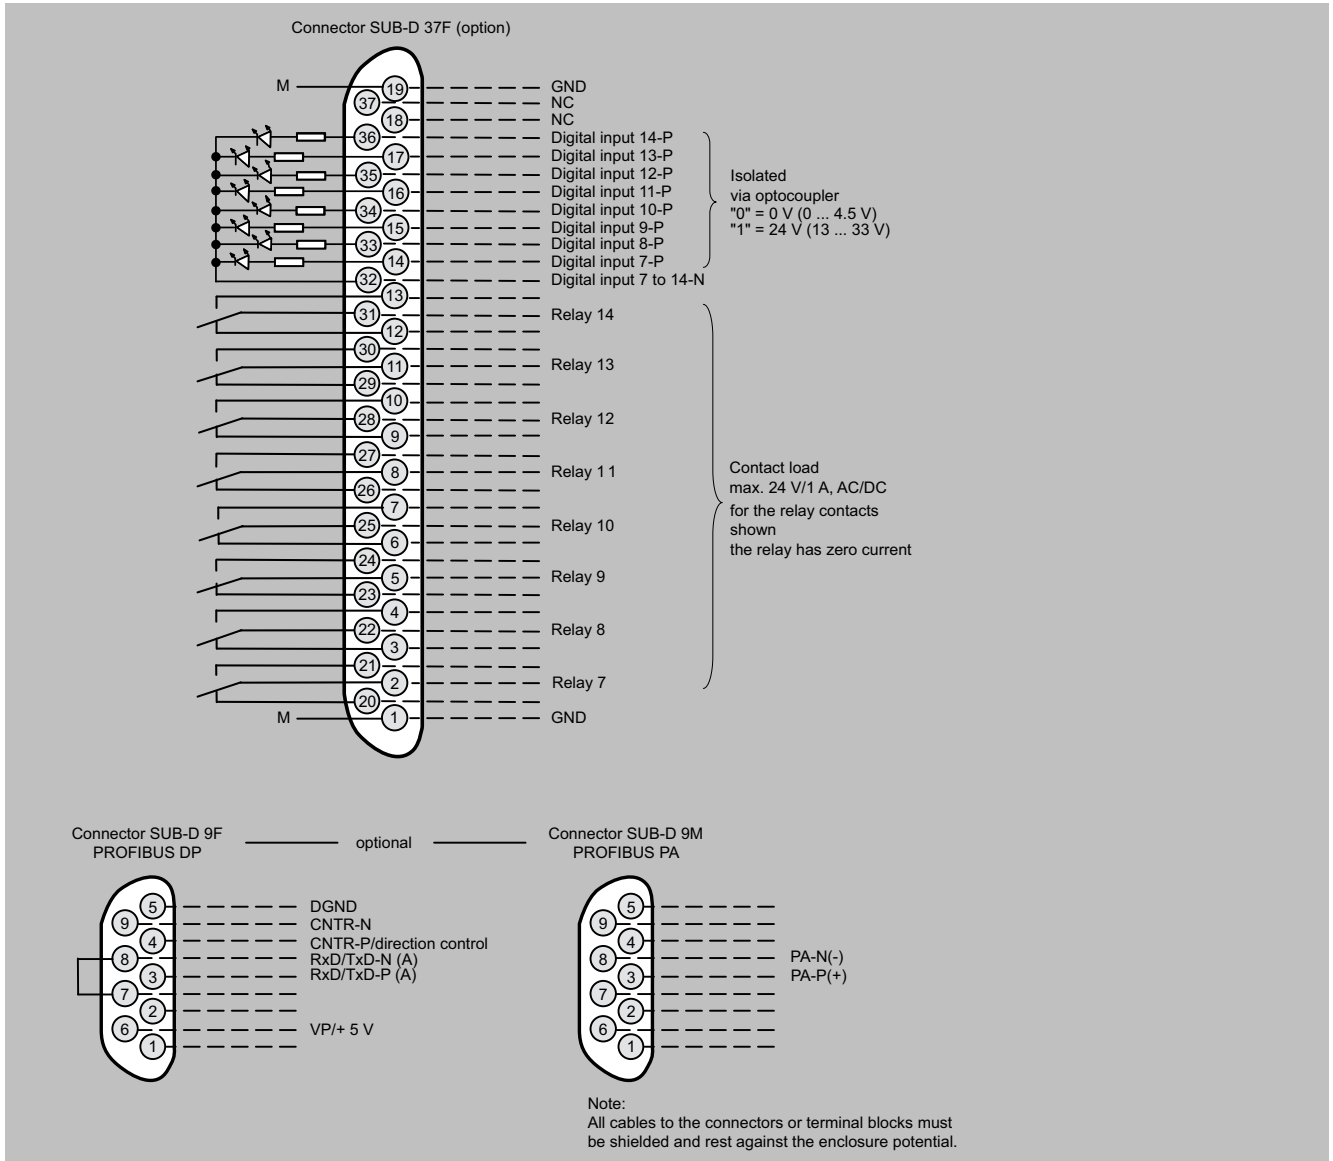 Connector SUB-D 37F (option)
M
19
GND
37
NC
18
NC
36
Digital input 14-P
17
Digital input 13-P
35
Digital input 12-P
16
Digital input 11-P
34
Digital input 10-P
15
Digital input 9-P
33
Digital input 8-P
14
Digital input 7-P
32
Digital input 7 to 14-N
Isolated
via optocoupler
"0" = 0 V (0 ... 4.5 V)
"1" = 24 V (13 ... 33 V)
13
31
Relay 14
12
30
11
Relay 13
29
10
28
Relay 12
9
27
8
Relay 11
26
7
25
Relay 10
6
24
5
Relay 9
23
4
22
Relay 8
3
21
2
Relay 7
20
M
1
GND
Contact load
max. 24 V/1 A, AC/DC
for the relay contacts
shown
the relay has zero current
Connector SUB-D 9F
PROFIBUS DP
optional
Connector SUB-D 9M
PROFIBUS PA
5
DGND
9
CNTR-N
4
CNTR-P/direction control
8
RxD/TxD-N (A)
3
RxD/TxD-P (A)
7
2
6
VP/+ 5 V
1
5
9
4
8
PA-N(-)
3
PA-P(+)
7
2
6
1
Note:
All cables to the connectors or terminal blocks must
be shielded and rest against the enclosure potential.